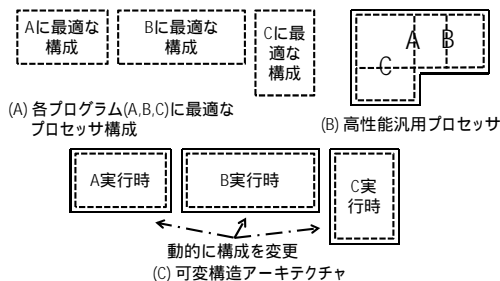 Aに最適な
構成
Bに最適な
構成
Cに最
適な
構成
A B
C
(A) 各プログラム(A,B,C)に最適な
プロセッサ構成
(B) 高性能汎用プロセッサ
A実行時
B実行時
C実
行時
動的に構成を変更
(C) 可変構造アーキテクチャ